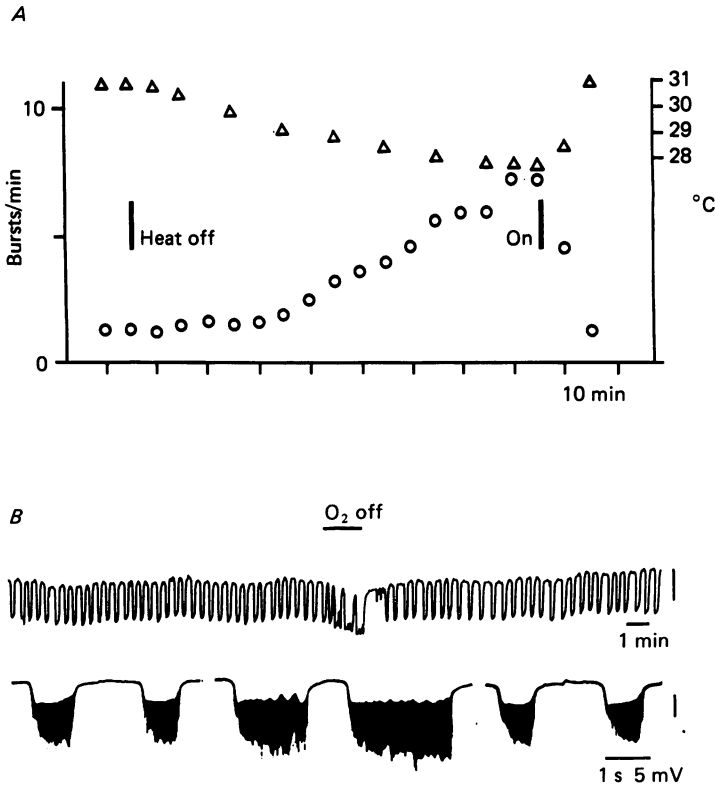 A
10
Bursts/min
0
Heat off
On
31
30
29
28
°C
10 min
B
O₂ off
1 min
1 s 5 mV